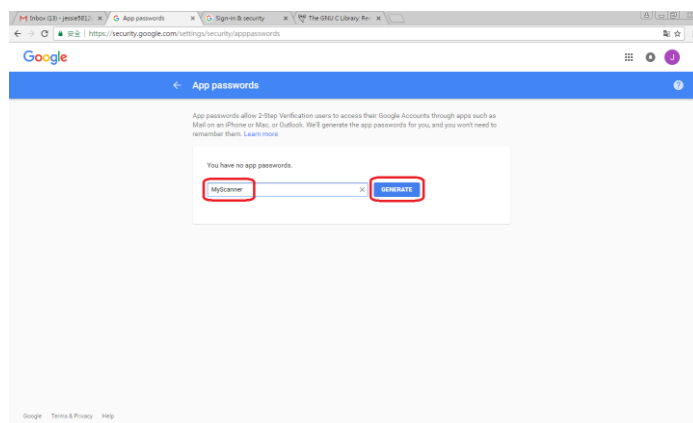 Inbox (33) - jessie5812
App passwords
Sign-in & security
The GNU C Library: Re
安全 | https://security.google.com/settings/security/apppasswords
Google
J
App passwords
App passwords allow 2-Step Verification users to access their Google Accounts through apps such as
Mail on an iPhone or Mac, or Outlook. We'll generate the app passwords for you, and you won't need to
remember them. Learn more
You have no app passwords.
MyScanner
GENERATE
Google Terms & Privacy Help